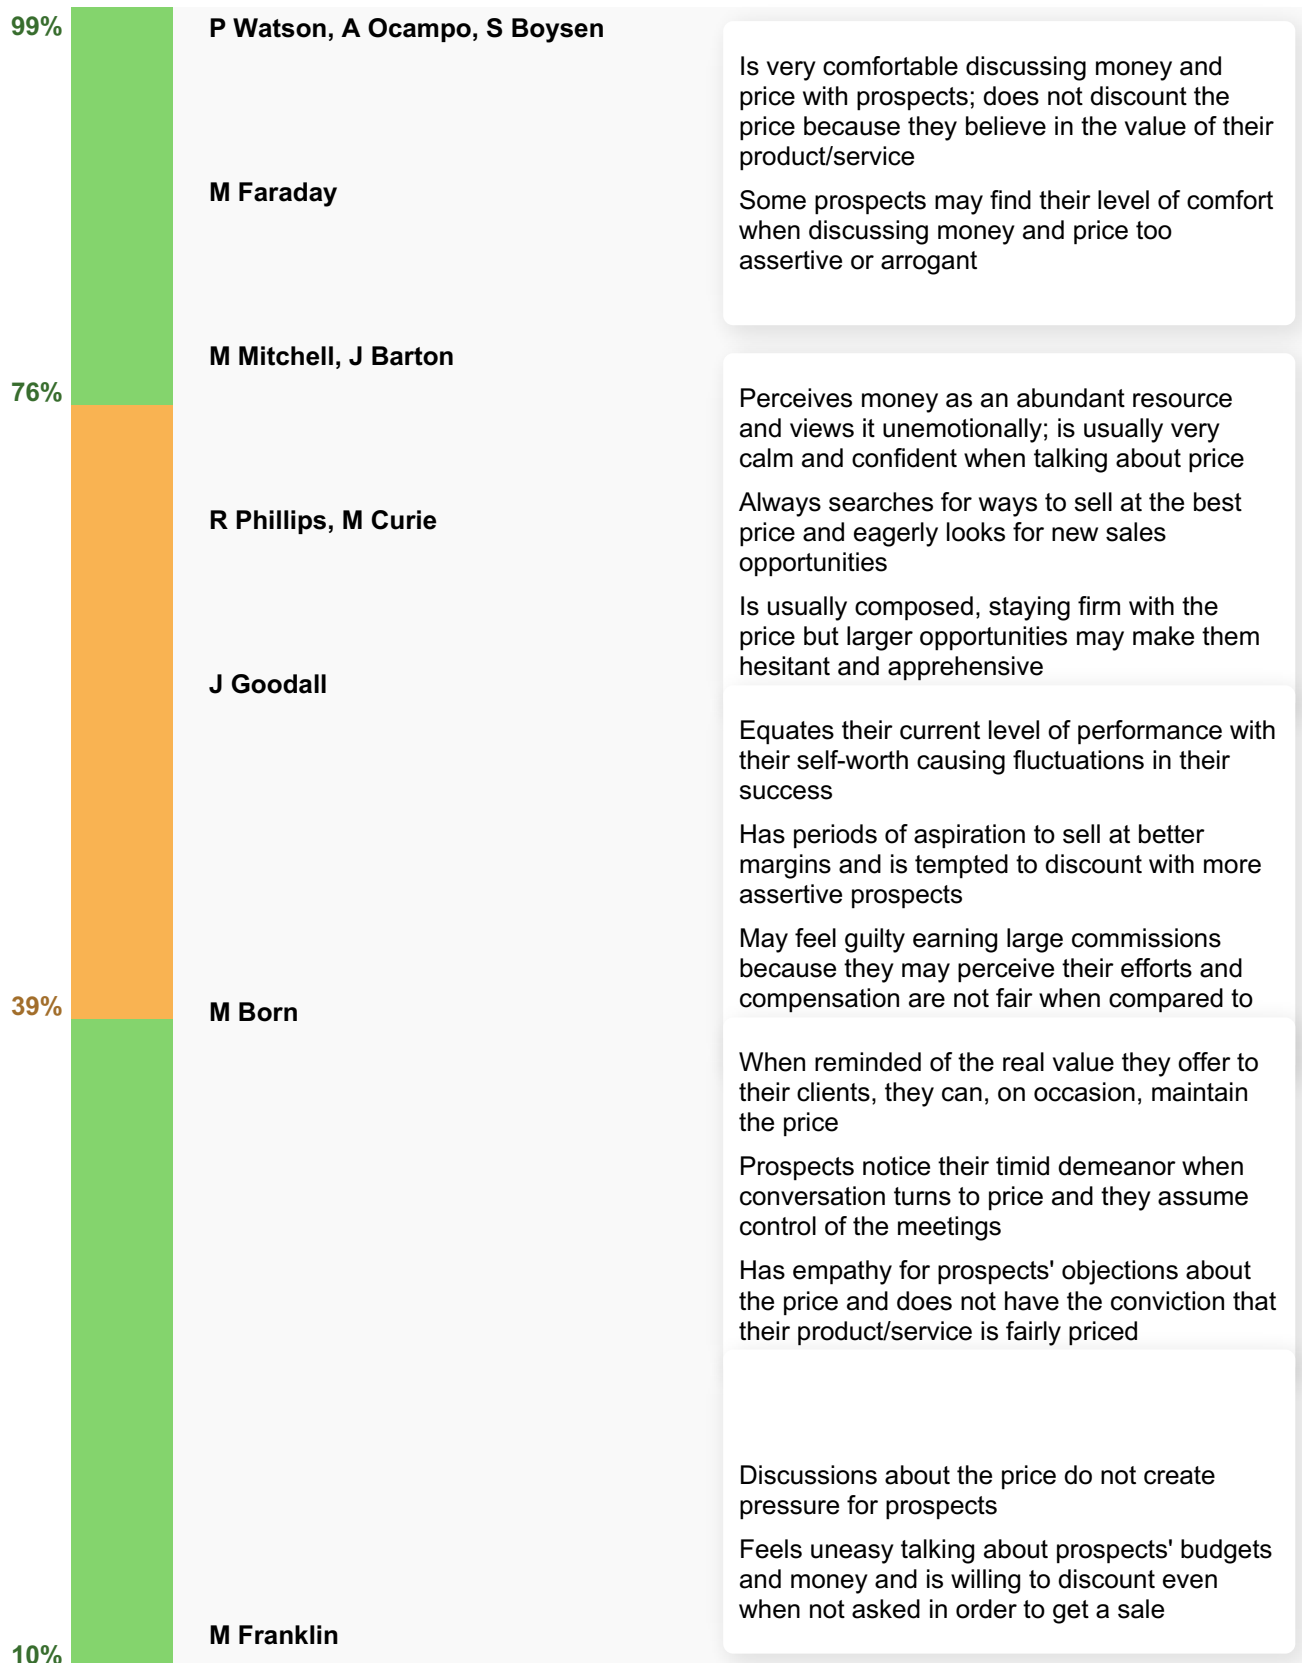 99%
P Watson, A Ocampo, S Boysen
M Faraday
M Mitchell, J Barton
76%
R Phillips, M Curie
J Goodall
39%
M Born
M Franklin
10%
Is very comfortable discussing money and
price with prospects; does not discount the
price because they believe in the value of their
product/service
Some prospects may find their level of comfort
when discussing money and price too
assertive or arrogant
Perceives money as an abundant resource
and views it unemotionally; is usually very
calm and confident when talking about price
Always searches for ways to sell at the best
price and eagerly looks for new sales
opportunities
Is usually composed, staying firm with the
price but larger opportunities may make them
hesitant and apprehensive
Equates their current level of performance with
their self-worth causing fluctuations in their
success
Has periods of aspiration to sell at better
margins and is tempted to discount with more
assertive prospects
May feel guilty earning large commissions
because they may perceive their efforts and
compensation are not fair when compared to
When reminded of the real value they offer to
their clients, they can, on occasion, maintain
the price
Prospects notice their timid demeanor when
conversation turns to price and they assume
control of the meetings
Has empathy for prospects' objections about
the price and does not have the conviction that
their product/service is fairly priced
Discussions about the price do not create
pressure for prospects
Feels uneasy talking about prospects' budgets
and money and is willing to discount even
when not asked in order to get a sale